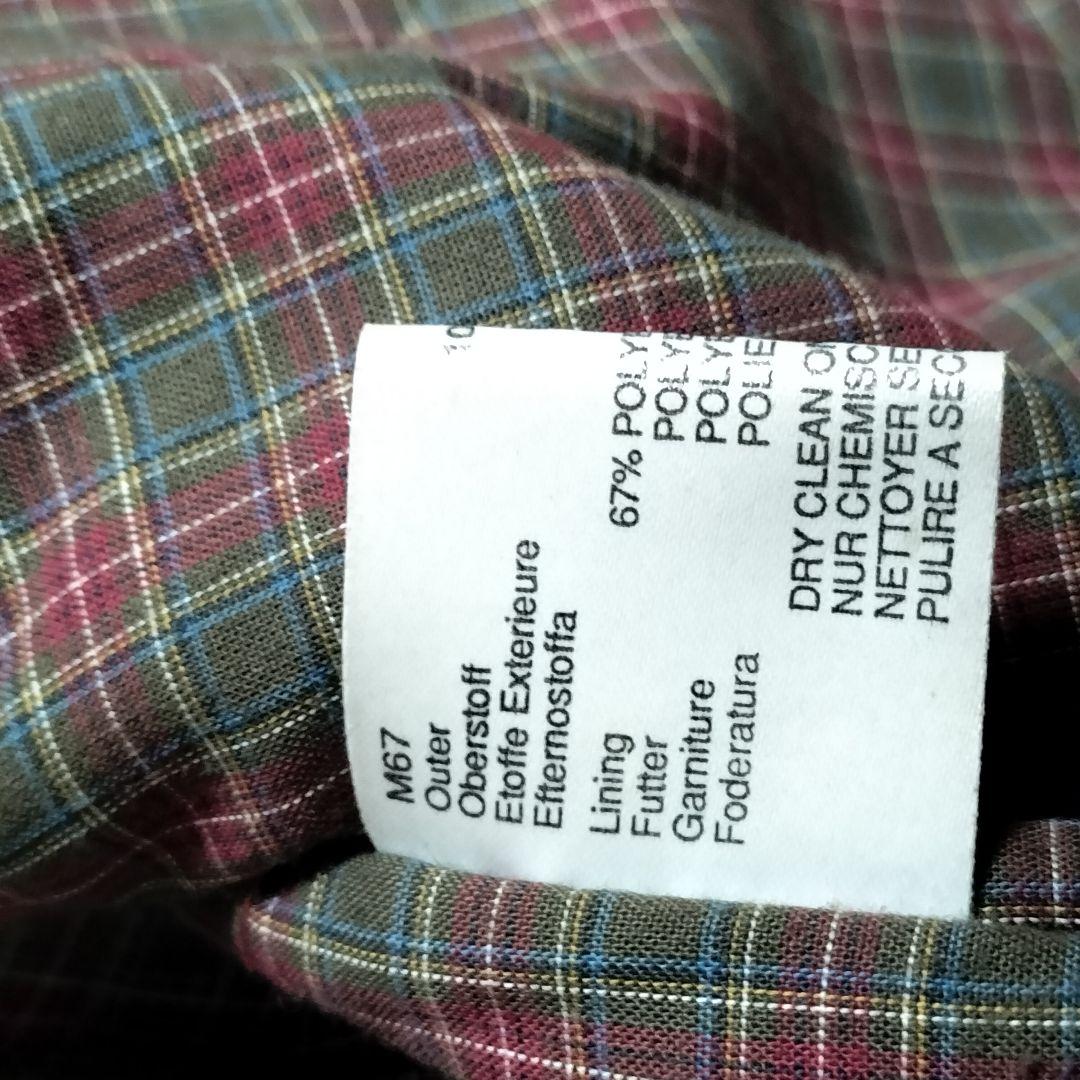 M67
Outer
Oberstoff
Etoffe Exterieure
Efternostoffa
Lining 67%
Futter
Garniture
Foderatura
DRY CLEAN
NUR
NETTOYER
PULIRE A